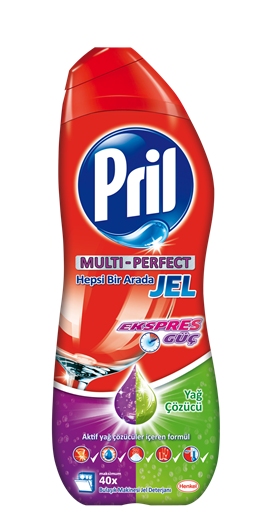 Pril
MULTI-PERFECT
Hepsi Bir Arada JEL
EKSPRES
GÜÇ
Yağ
Çözücü
Aktif yağ çözücüler içeren formül
maksimum
40x
Bulaşık Makinesi Jel Deterjanı
Henkel